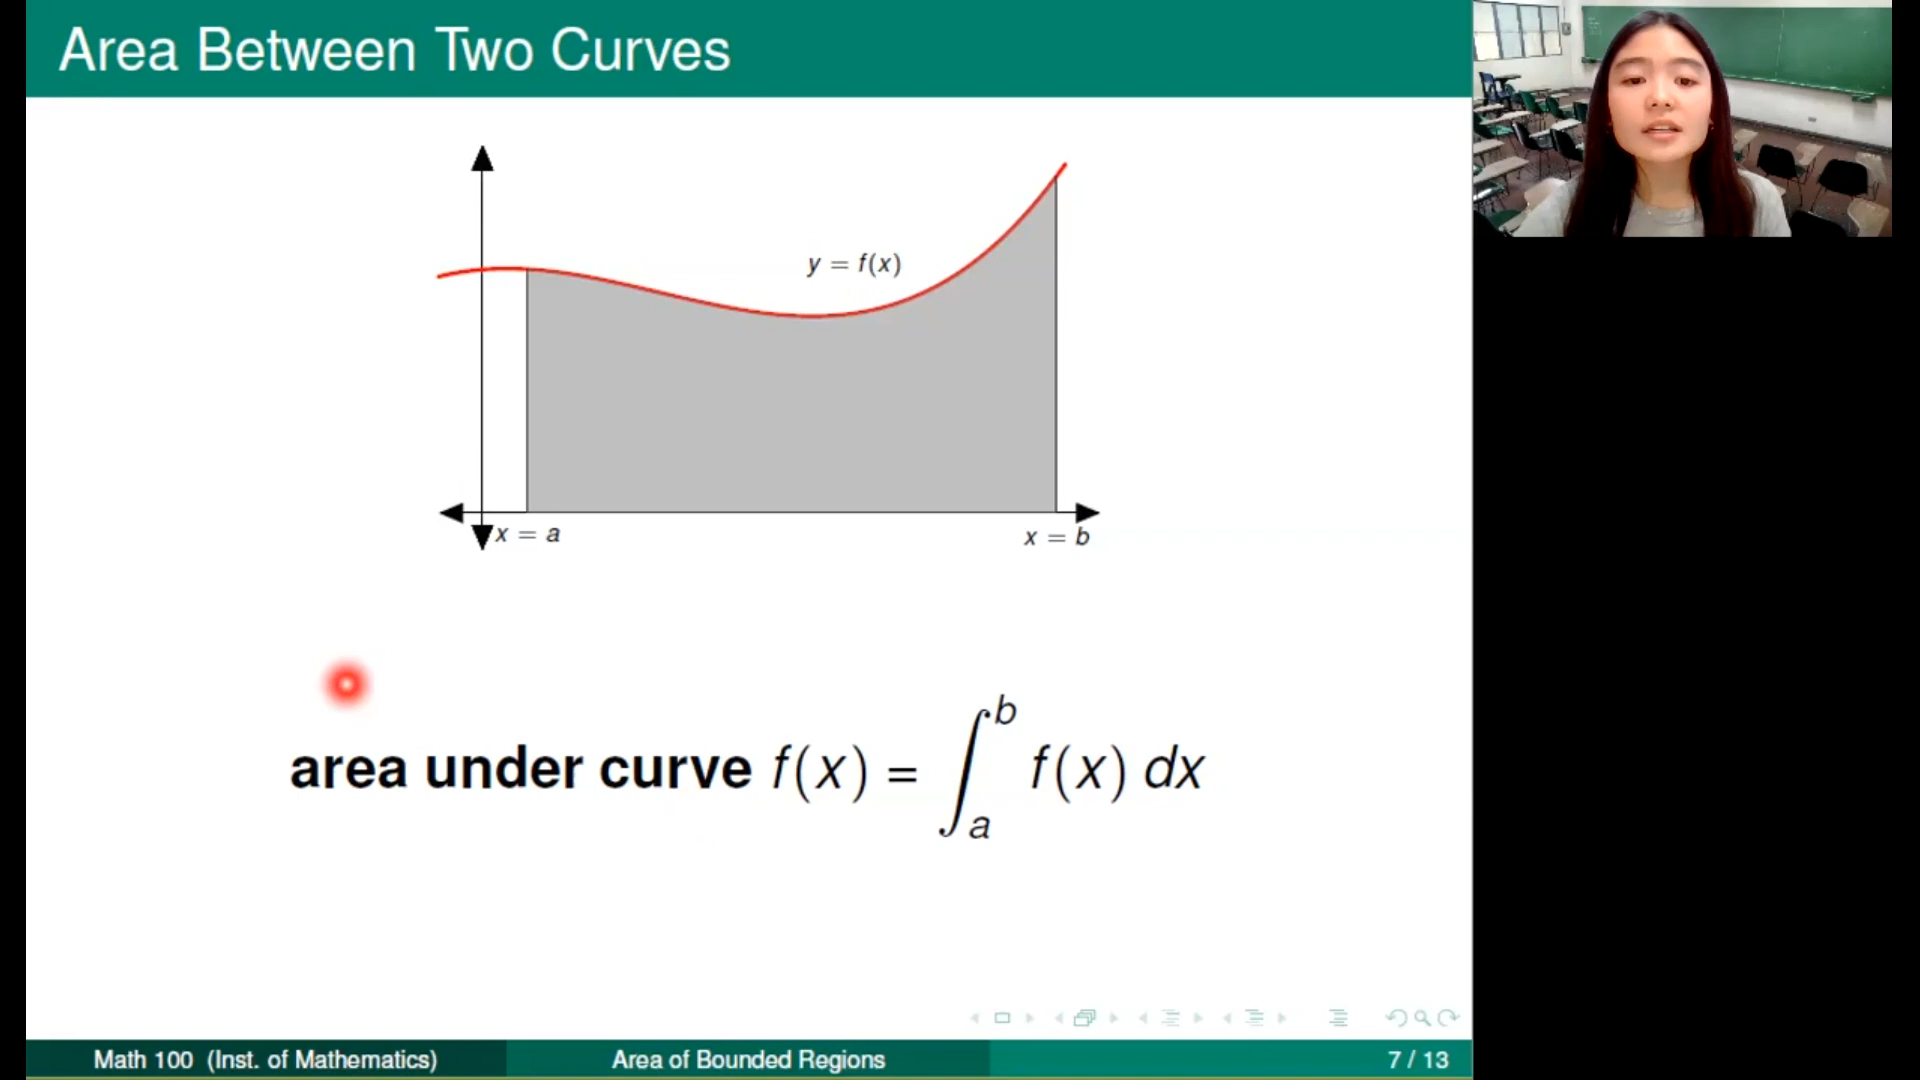 Area Between Two Curves
y = f(x)
x = a
x = b
area under curve f(x) = ∫_a^b f(x) dx
Math 100 (Inst. of Mathematics)
Area of Bounded Regions
7 / 13